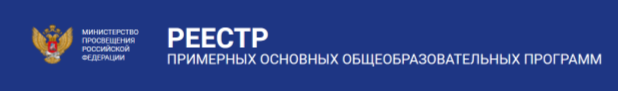 МИНИСТЕРСТВО
ПРОСВЕЩЕНИЯ
РОССИЙСКОЙ
ФЕДЕРАЦИИ
РЕЕСТР
ПРИМЕРНЫХ ОСНОВНЫХ ОБЩЕОБРАЗОВАТЕЛЬНЫХ ПРОГРАММ